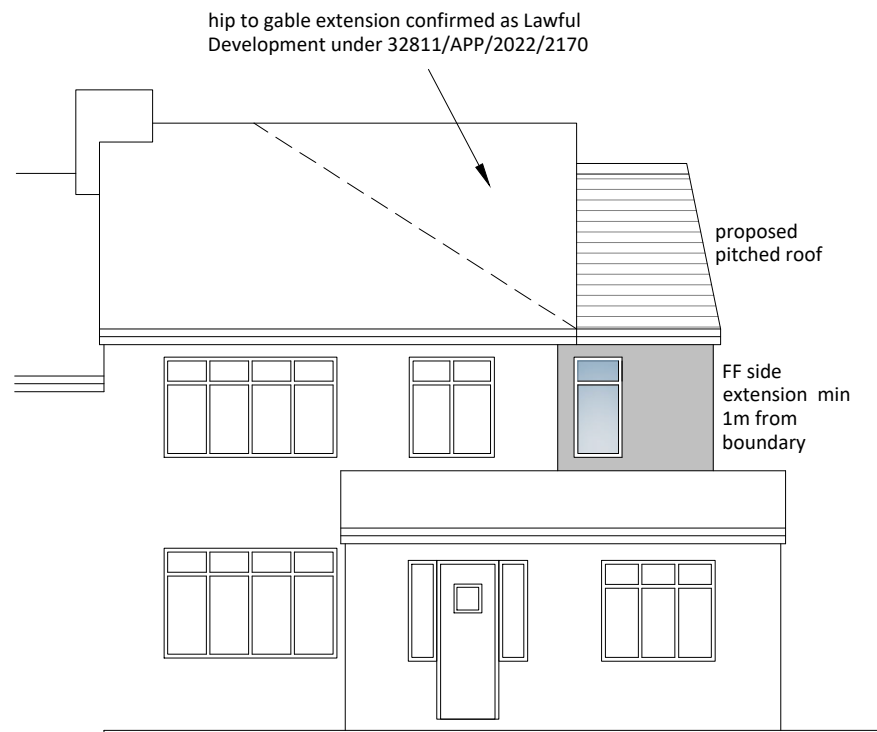 hip to gable extension confirmed as Lawful
Development under 32811/APP/2022/2170
proposed
pitched roof
FF side
extension min
1m from
boundary